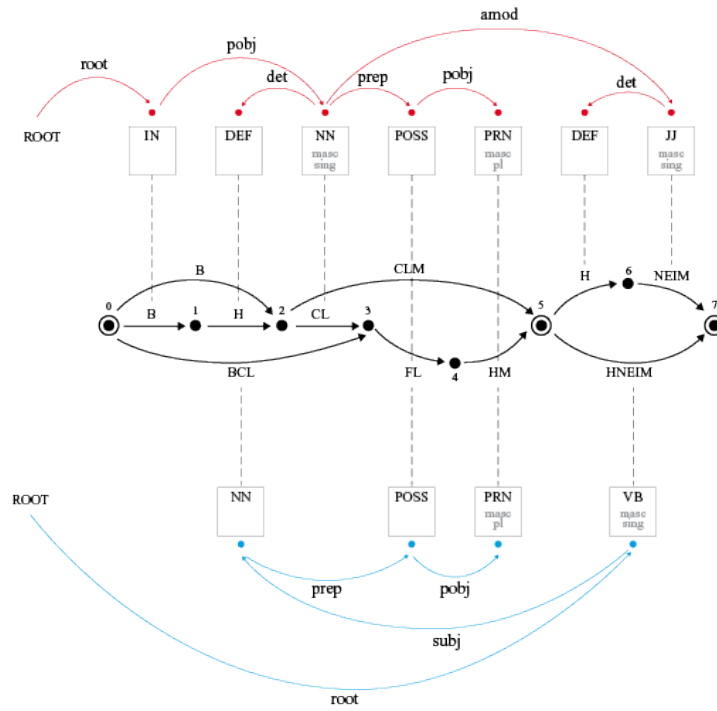 amod
pobj
root
det
prep
pobj
det
ROOT
IN
DEF
NN
masc
sing
POSS
PRN
masc
pl
DEF
JJ
masc
sing
B
CLM
H
6
NEIM
0
B
1
H
2
CL
3
5
7
BCL
FL
4
HM
HNEIM
ROOT
NN
POSS
PRN
masc
pl
VB
masc
sing
prep
pobj
subj
root